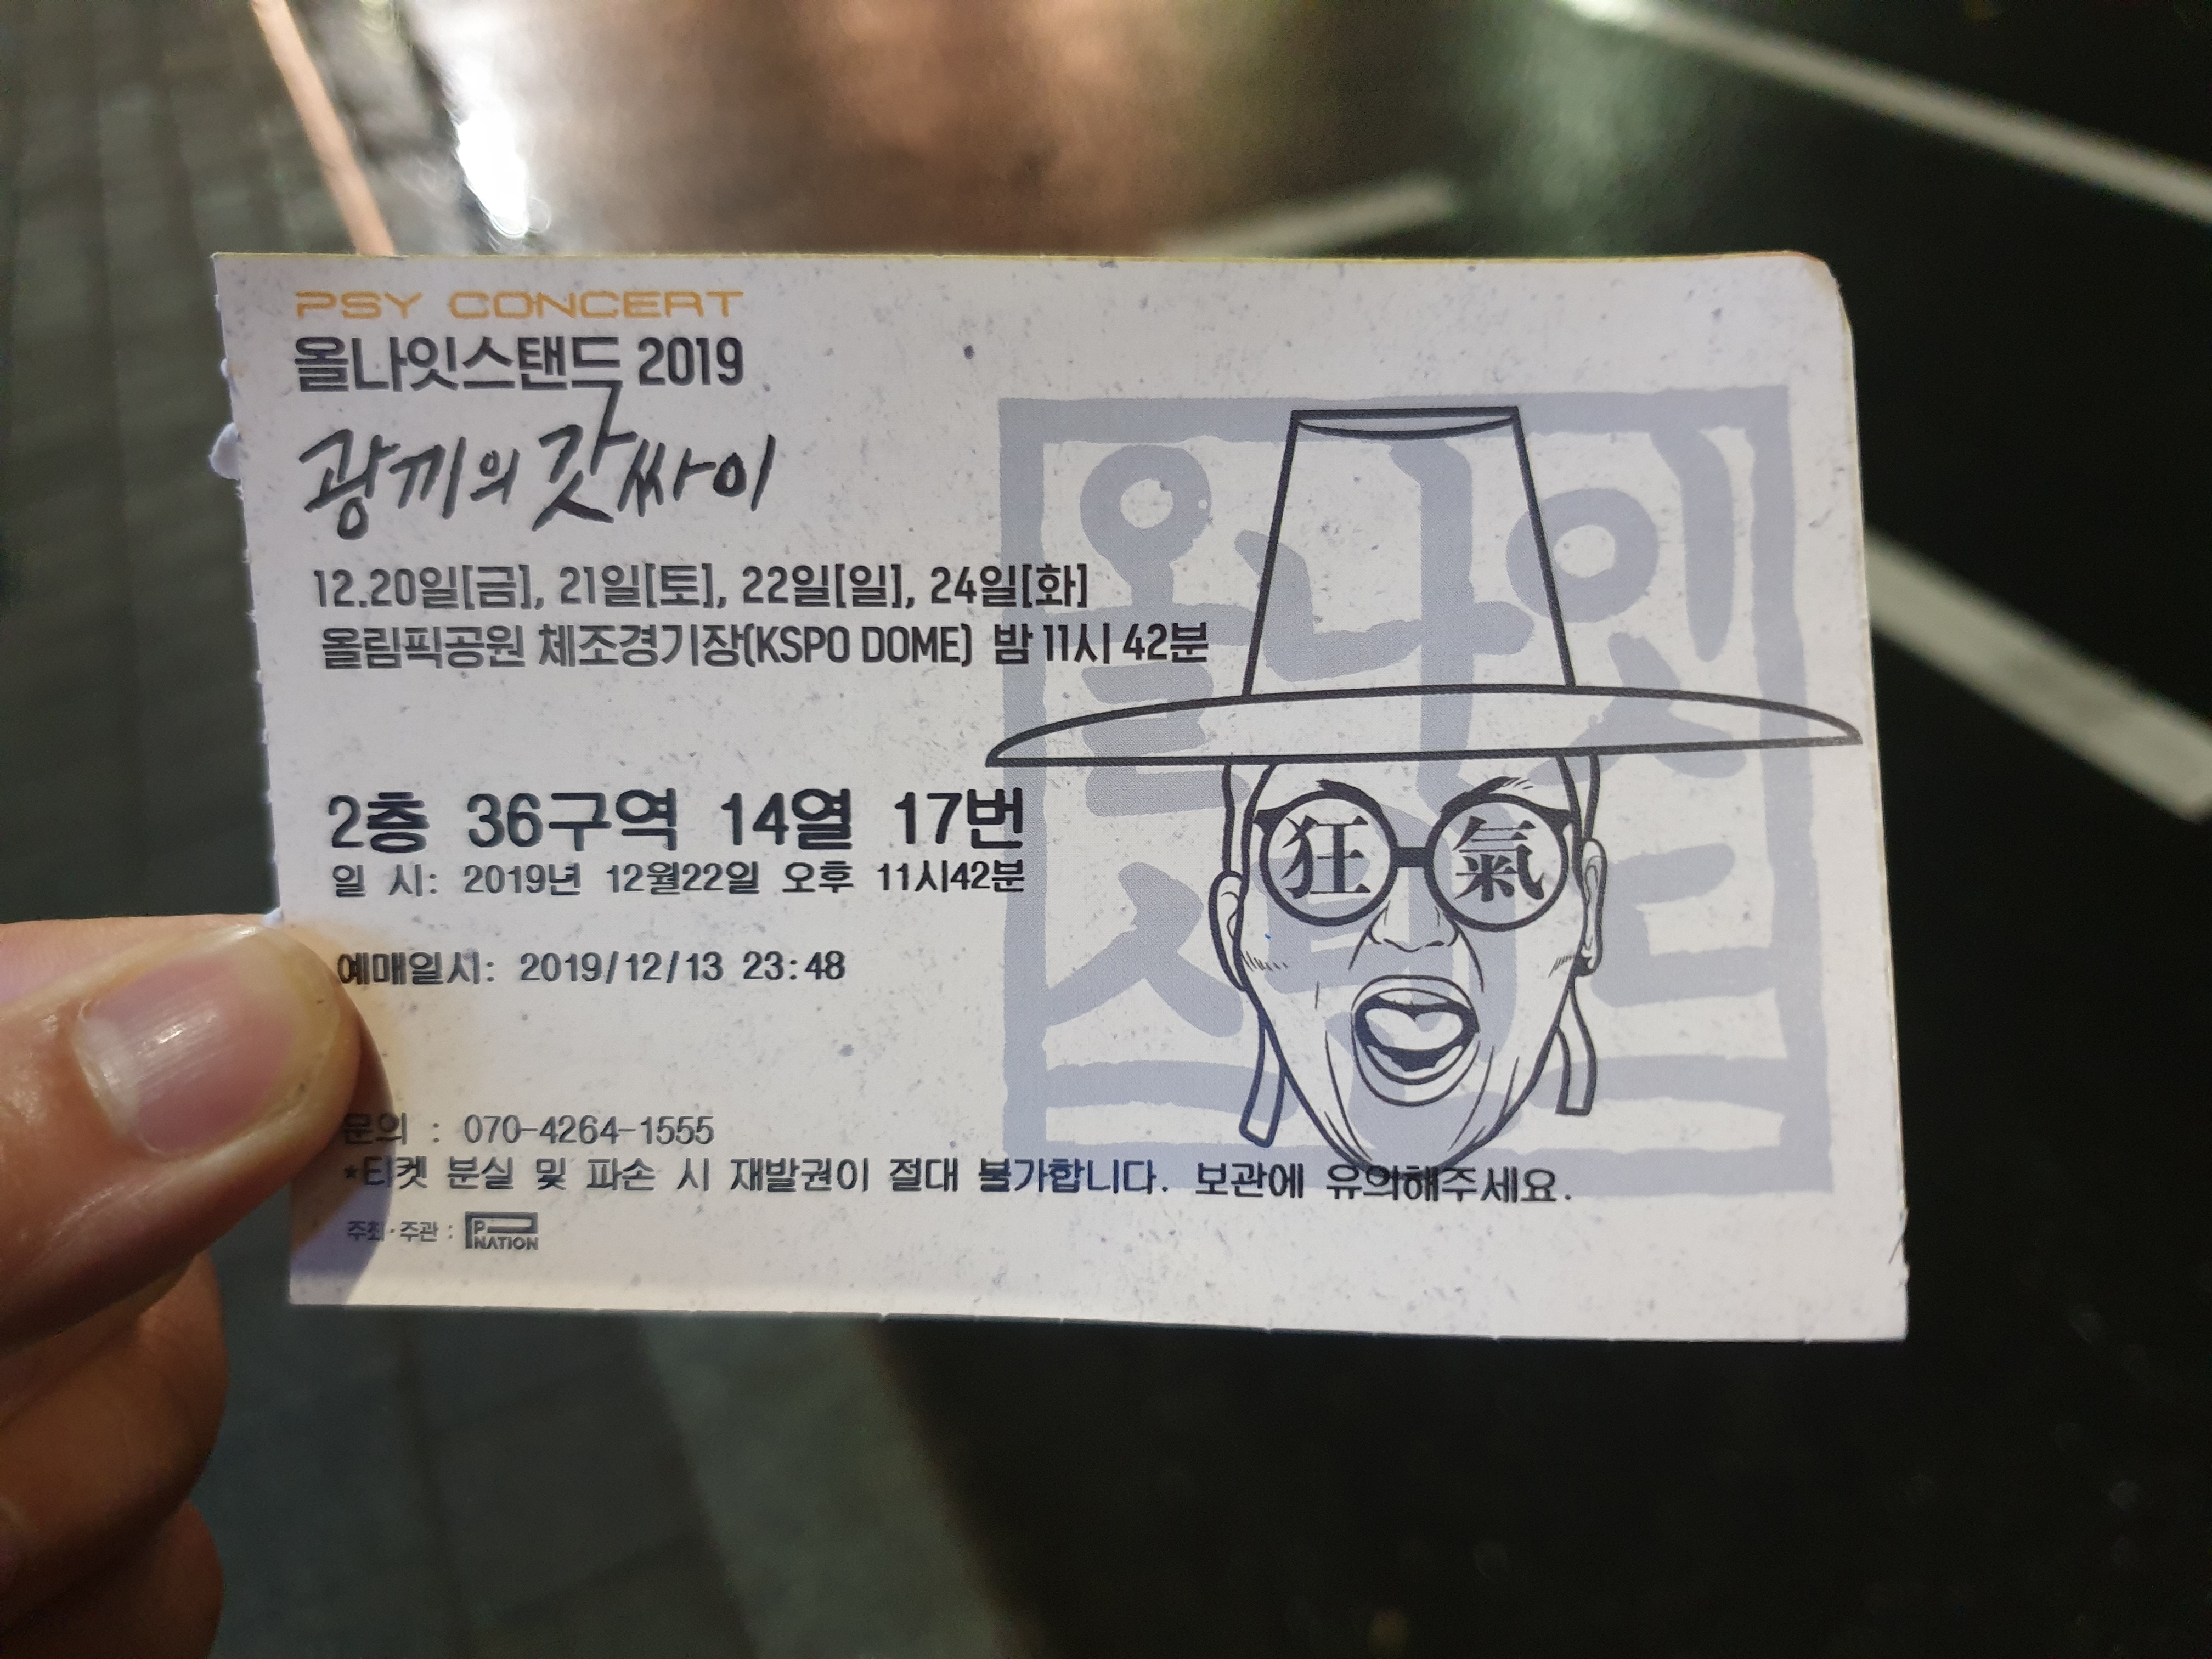 PSY CONCERT
올나잇스탠드 2019
광끼의 갓싸이
12.20일[금], 21일[토], 22일[일], 24일[화]
올림픽공원 체조경기장(KSPO DOME) 밤 11시 42분
2층 36구역 14열 17번
일 시: 2019년 12월22일 오후 11시42분
예매일시: 2019/12/13 23:48
문의 : 070-4264-1555
*티켓 분실 및 파손 시 재발권이 절대 불가합니다. 보관에 유의해주세요.
주최·주관 : P NATION
올나잇
스탠드
狂 氣